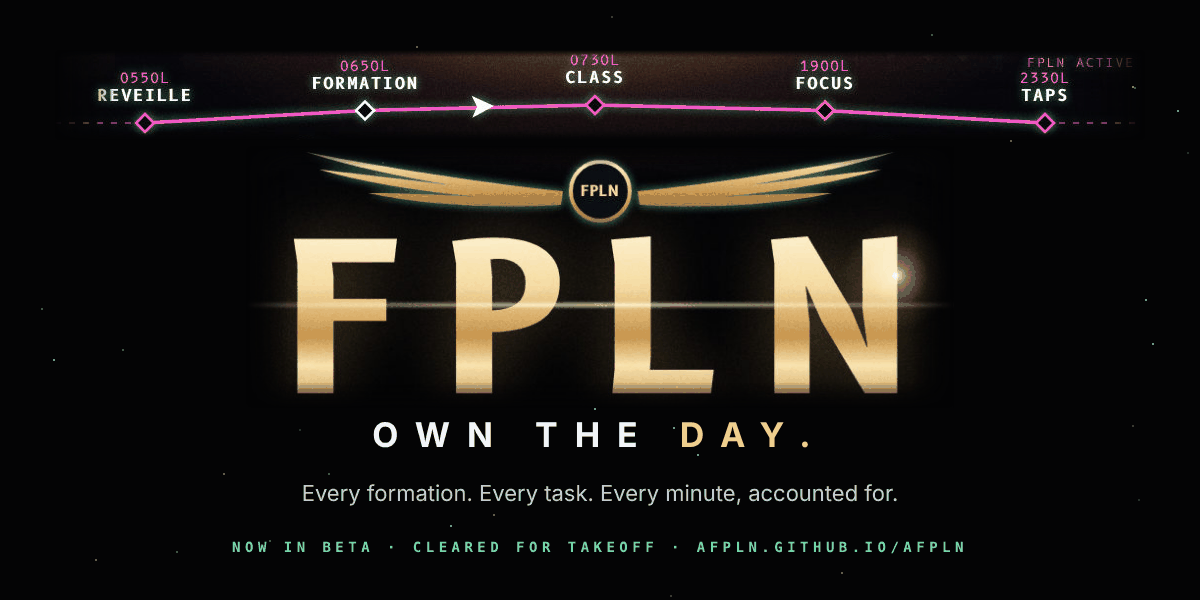 0550L
REVEILLE
0650L
FORMATION
0730L
CLASS
1900L
FOCUS
FPLN ACTIVE
2330L
TAPS
FPLN
FPLN
OWN THE DAY.
Every formation. Every task. Every minute, accounted for.
NOW IN BETA · CLEARED FOR TAKEOFF · AFPLN.GITHUB.IO/AFPLN